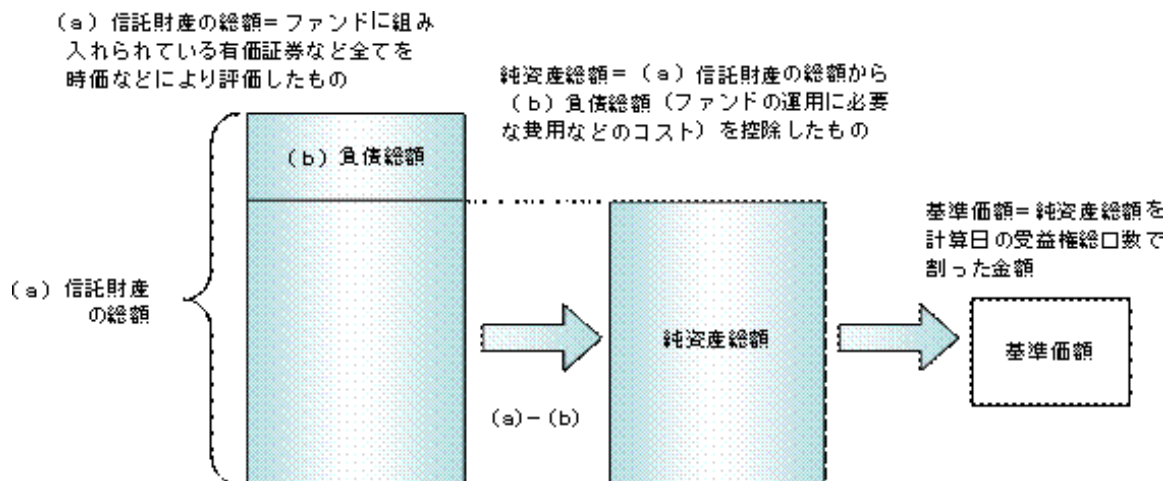 (a)信託財産の総額=ファンドに組み
入れられている有価証券など全てを
時価などにより評価したもの
純資産総額=(a)信託財産の総額から
(b)負債総額(ファンドの運用に必要
な費用などのコスト)を控除したもの
(b)負債総額
基準価額=純資産総額を
計算日の受益権総口数で
割った金額
(a)信託財産
の総額
純資産総額
基準価額
(a)-(b)